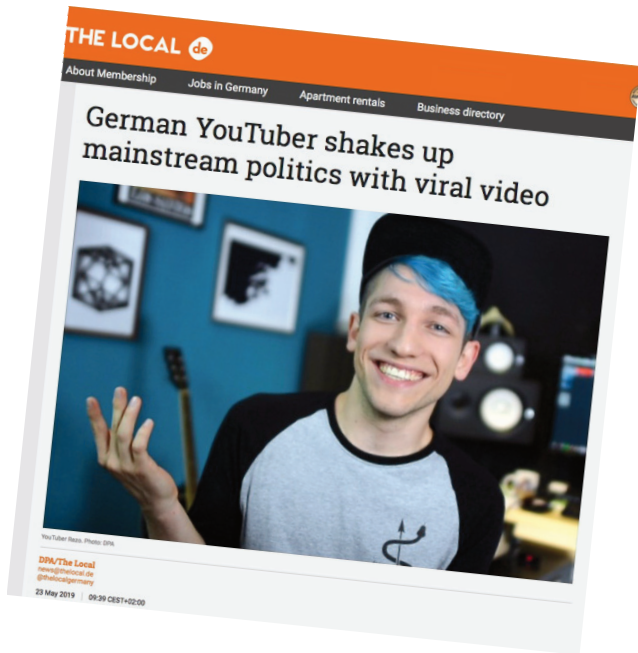 THE LOCAL de
About Membership Jobs in Germany Apartment rentals Business directory
German YouTuber shakes up
mainstream politics with viral video
YouTuber Rezo. Photo: DPA
DPA/The Local
news@thelocal.de
@thelocalgermany
23 May 2019 09:39 CEST+02:00